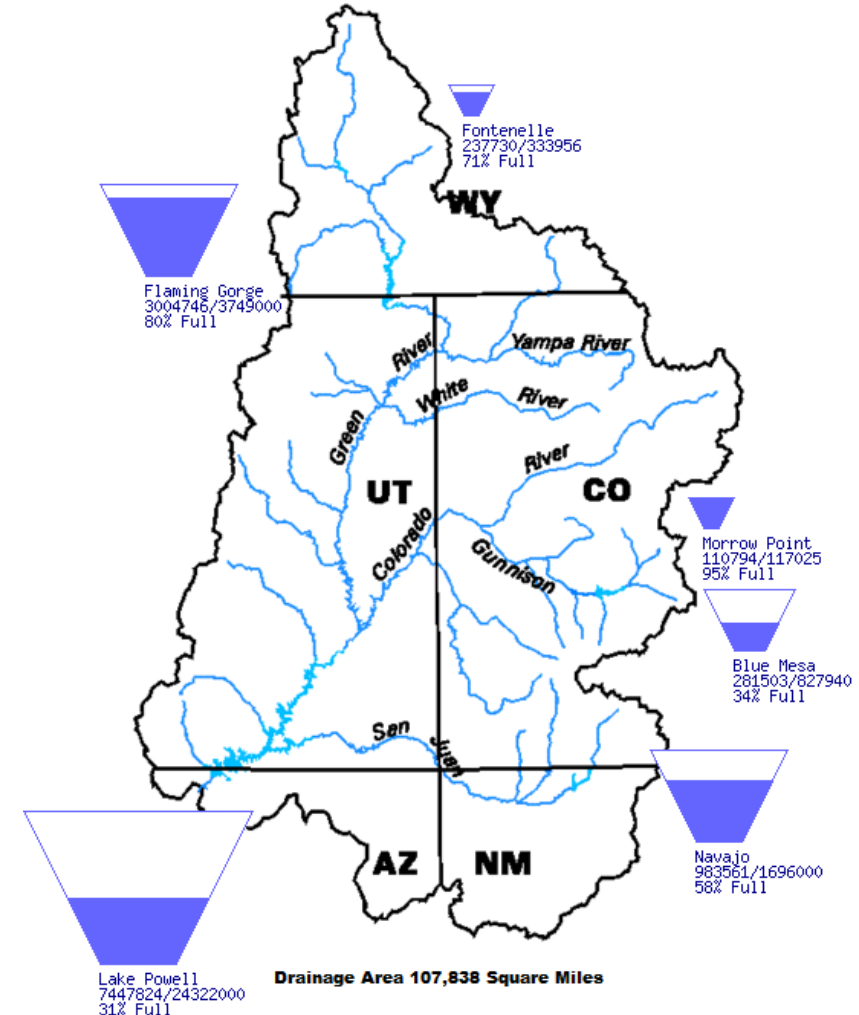 Fontenelle
237730/333956
71% Full
WY
Flaming Gorge
3004746/3749000
80% Full
River
Yampa River
White
River
Green
River
UT
CO
Colorado
Gunnison
Morrow Point
110794/117025
95% Full
Blue Mesa
281503/827940
34% Full
San
Juan
Navajo
983561/1696000
58% Full
AZ
NM
Lake Powell
7447824/24322000
31% Full
Drainage Area 107,838 Square Miles